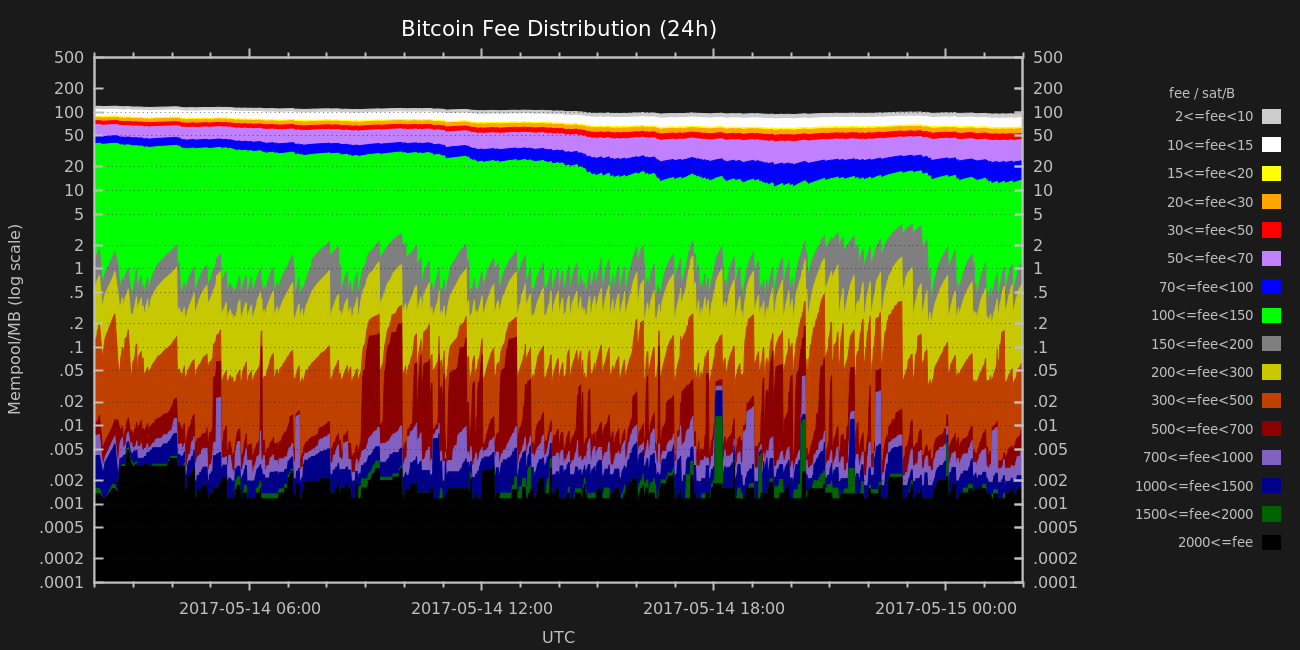 Bitcoin Fee Distribution (24h)
500 500
200 200
100 100
50 50
20 20
10 10
5 5
2 2
1 1
.5 .5
.2 .2
.1 .1
.05 .05
.02 .02
.01 .01
.005 .005
.002 .002
.001 .001
.0005 .0005
.0002 .0002
.0001 .0001
Mempool/MB (log scale)
2017-05-14 06:00 2017-05-14 12:00 2017-05-14 18:00 2017-05-15 00:00
UTC
fee / sat/B
2<=fee<10
10<=fee<15
15<=fee<20
20<=fee<30
30<=fee<50
50<=fee<70
70<=fee<100
100<=fee<150
150<=fee<200
200<=fee<300
300<=fee<500
500<=fee<700
700<=fee<1000
1000<=fee<1500
1500<=fee<2000
2000<=fee